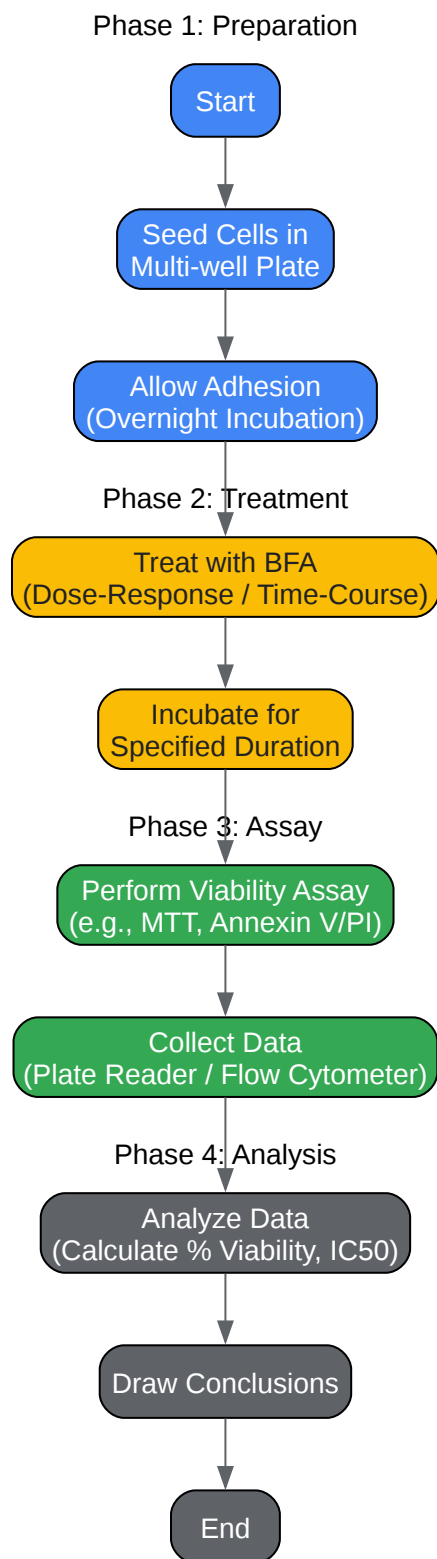 Phase 1: Preparation
Start
Seed Cells in
Multi-well Plate
Allow Adhesion
(Overnight Incubation)
Phase 2: Treatment
Treat with BFA
(Dose-Response / Time-Course)
Incubate for
Specified Duration
Phase 3: Assay
Perform Viability Assay
(e.g., MTT, Annexin V/PI)
Collect Data
(Plate Reader / Flow Cytometer)
Phase 4: Analysis
Analyze Data
(Calculate % Viability, IC50)
Draw Conclusions
End